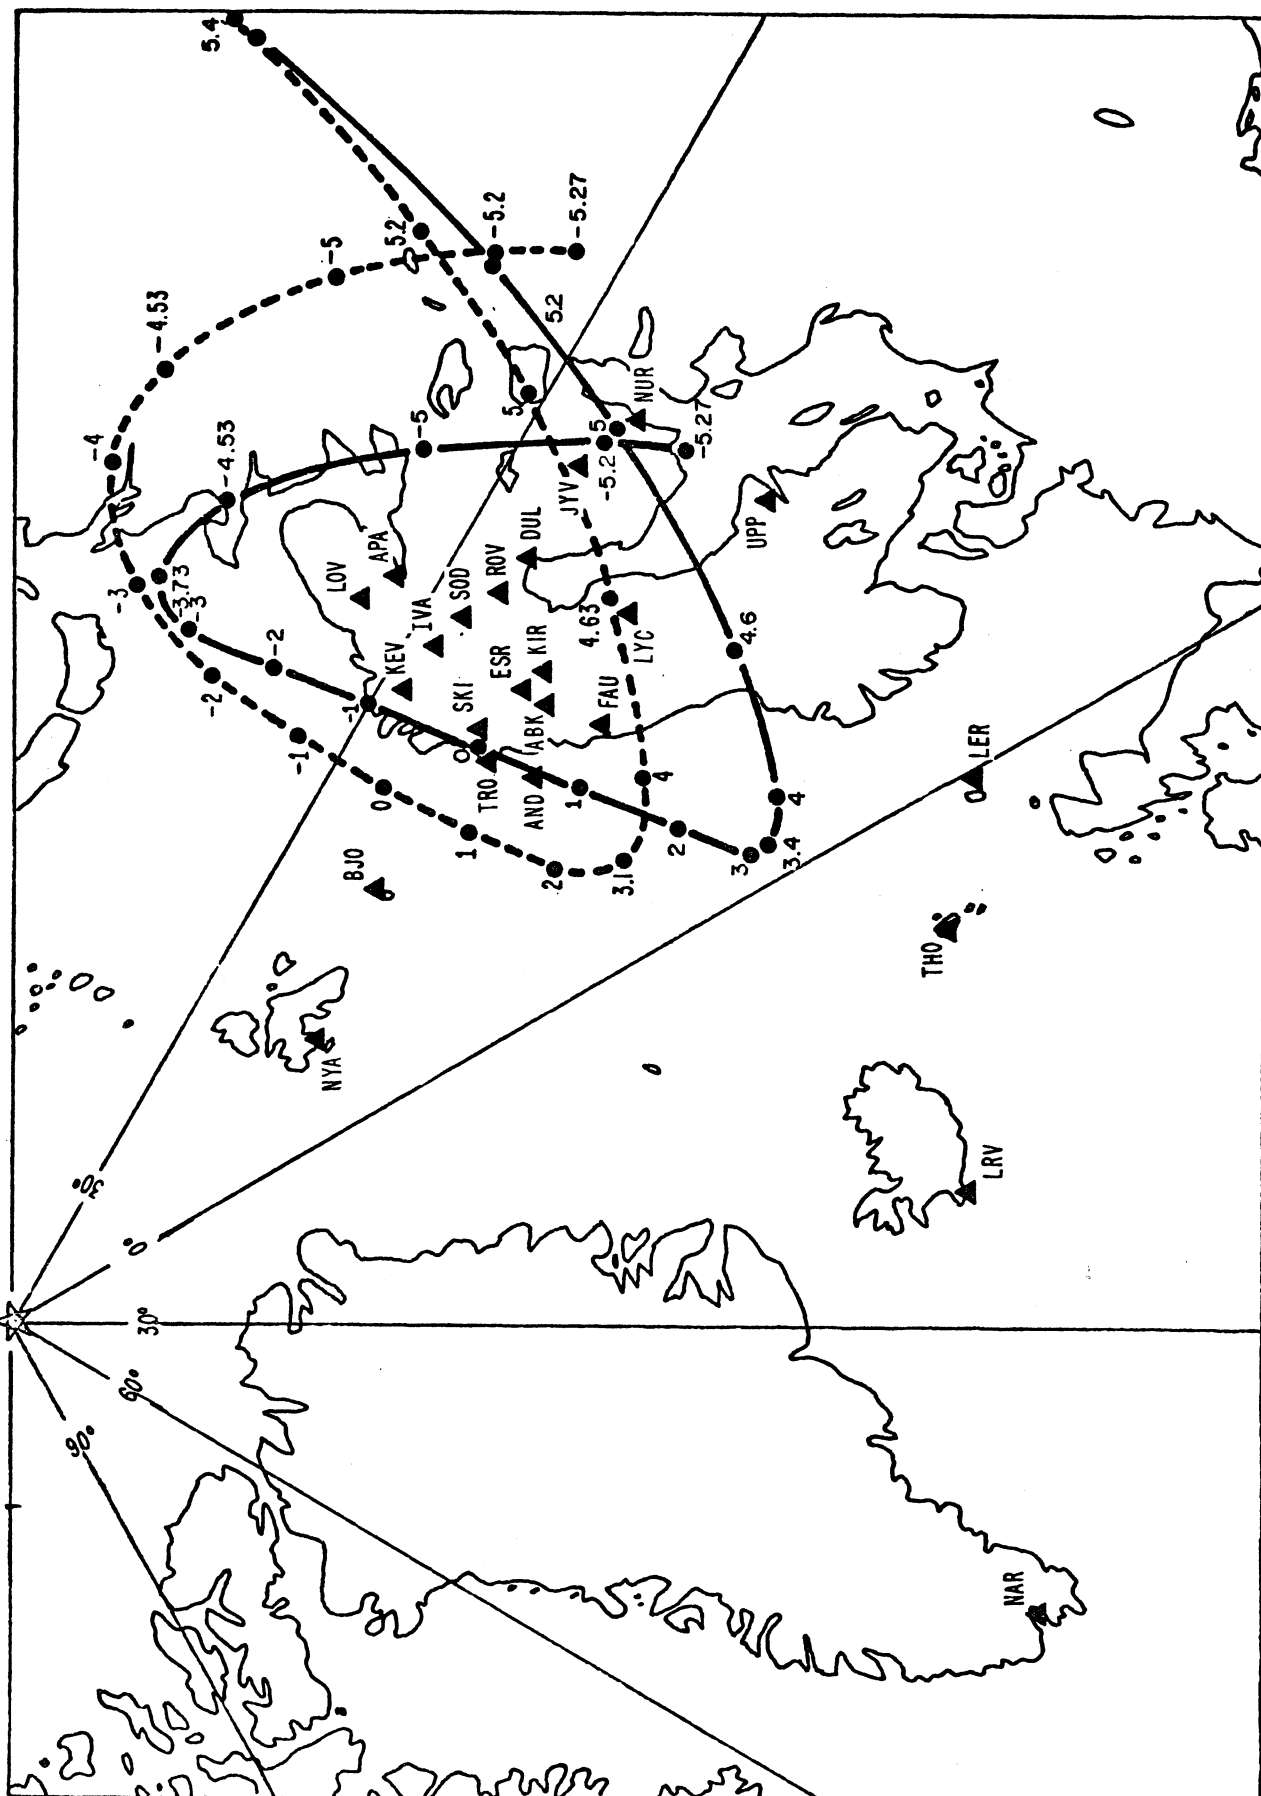 5.4
5.2
-5.2
-5.27
-5
-4.53
-4
5.2
5
NUR
-5
-4.53
5
-5.2
-5.27
JYV
UPP
-3
-3.73
-3
-2
-2
-1
-1
0
0
1
1
2
2
3.1
3
3.4
4
4
4.6
4.63
LOV
APA
IVA
SOD
ROV
DUL
KEV
SKI
ESR
KIR
LYC
FAU
ABK
TRO
AND
BJO
NYA
LER
THO
LRV
NAR
30°
0°
30°
60°
90°